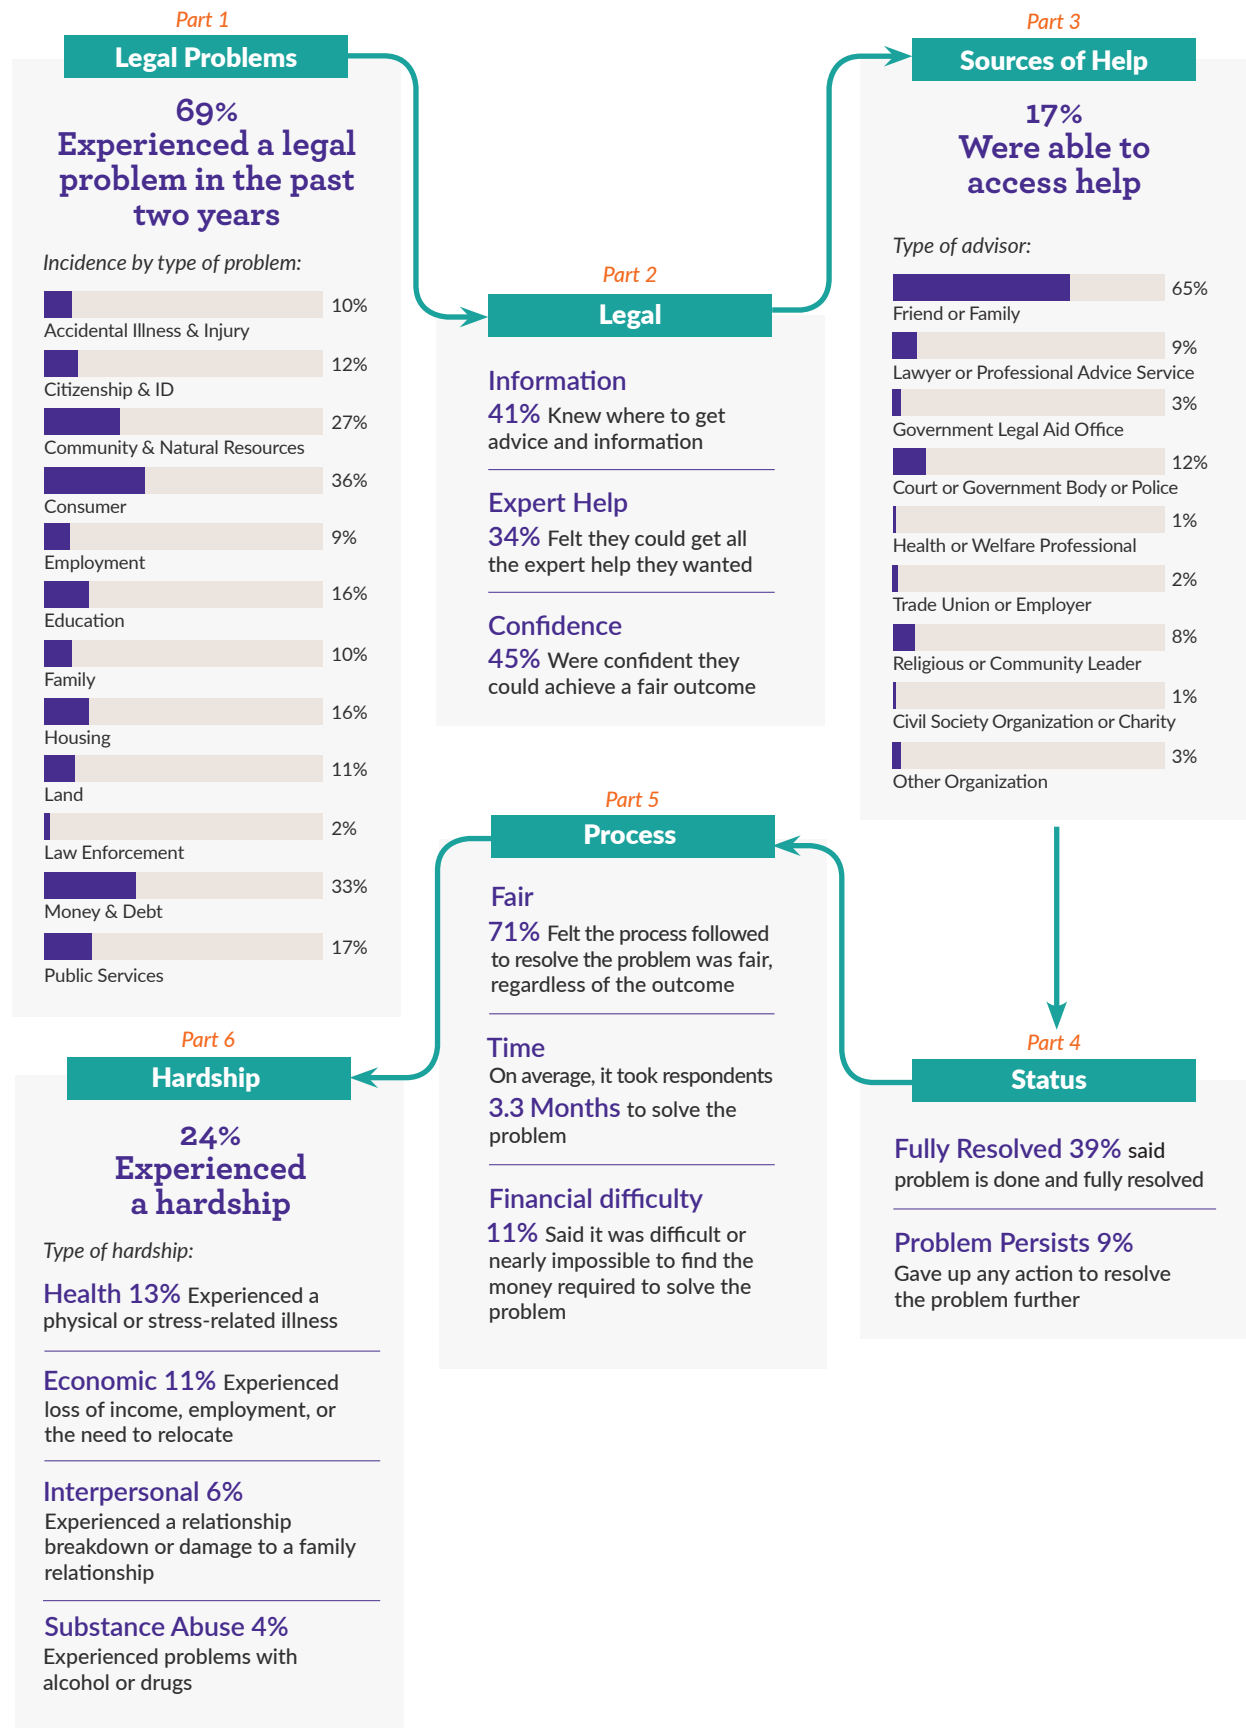 Part 1
Legal Problems
69%
Experienced a legal
problem in the past
two years
Incidence by type of problem:
10%
Accidental Illness & Injury
12%
Citizenship & ID
27%
Community & Natural Resources
36%
Consumer
9%
Employment
16%
Education
10%
Family
16%
Housing
11%
Land
2%
Law Enforcement
33%
Money & Debt
17%
Public Services
Part 2
Legal
Information
41% Knew where to get
advice and information
Expert Help
34% Felt they could get all
the expert help they wanted
Confidence
45% Were confident they
could achieve a fair outcome
Part 3
Sources of Help
17%
Were able to
access help
Type of advisor:
65%
Friend or Family
9%
Lawyer or Professional Advice Service
3%
Government Legal Aid Office
12%
Court or Government Body or Police
1%
Health or Welfare Professional
2%
Trade Union or Employer
8%
Religious or Community Leader
1%
Civil Society Organization or Charity
3%
Other Organization
Part 4
Status
Fully Resolved 39% said
problem is done and fully resolved
Problem Persists 9%
Gave up any action to resolve
the problem further
Part 5
Process
Fair
71% Felt the process followed
to resolve the problem was fair,
regardless of the outcome
Time
On average, it took respondents
3.3 Months to solve the
problem
Financial difficulty
11% Said it was difficult or
nearly impossible to find the
money required to solve the
problem
Part 6
Hardship
24%
Experienced
a hardship
Type of hardship:
Health 13% Experienced a
physical or stress-related illness
Economic 11% Experienced
loss of income, employment, or
the need to relocate
Interpersonal 6%
Experienced a relationship
breakdown or damage to a family
relationship
Substance Abuse 4%
Experienced problems with
alcohol or drugs